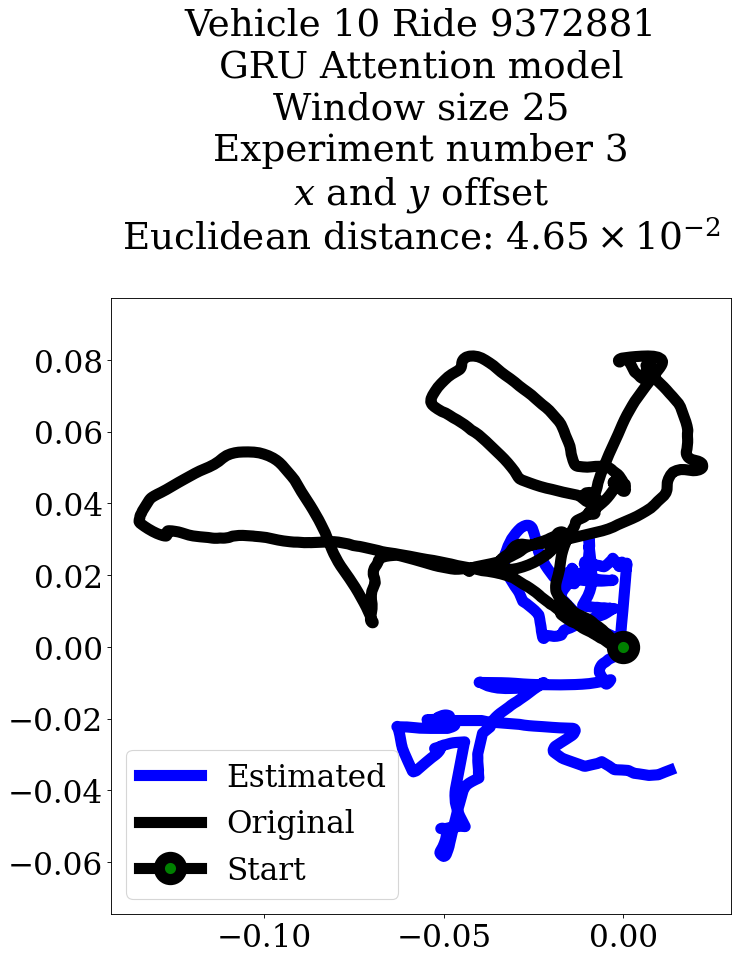 Vehicle 10 Ride 9372881
GRU Attention model
Window size 25
Experiment number 3
x and y offset
Euclidean distance: 4.65 × 10⁻²
0.08
0.06
0.04
0.02
0.00
−0.02
−0.04
−0.06
Estimated
Original
Start
−0.10
−0.05
0.00